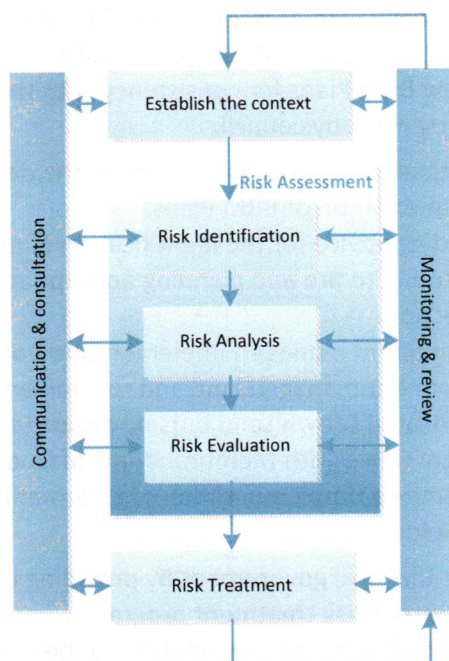 Establish the context
Risk Assessment
Risk Identification
Risk Analysis
Risk Evaluation
Risk Treatment
Communication & consultation
Monitoring & review